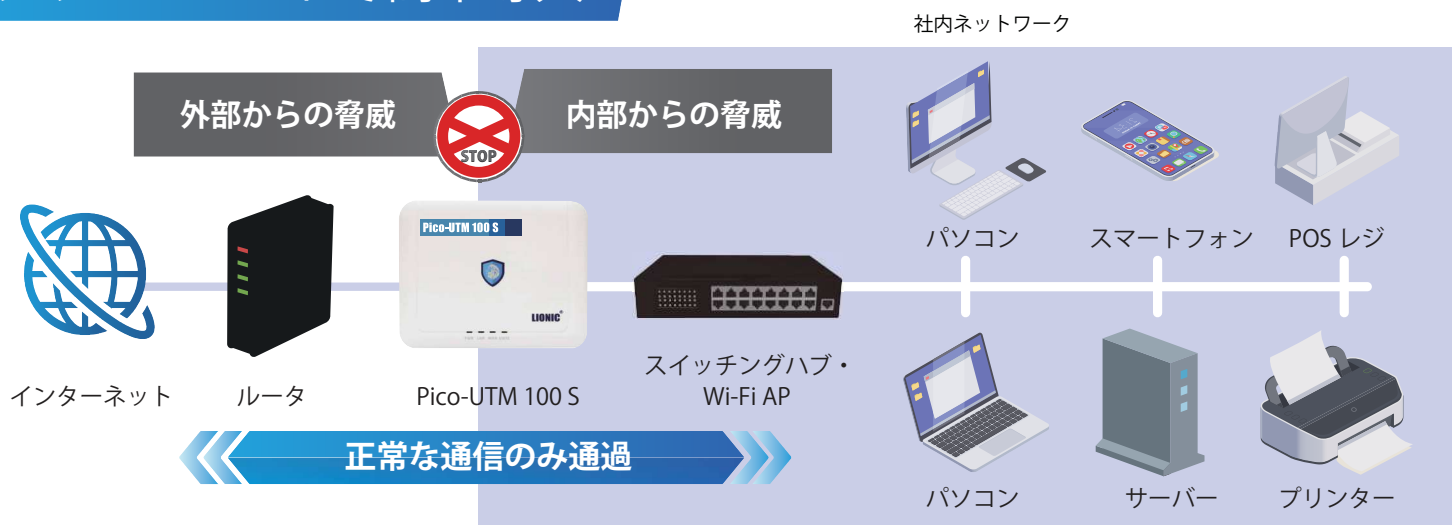 社内ネットワーク
外部からの脅威
内部からの脅威
STOP
Pico-UTM 100 S
LIONIC
パソコン
スマートフォン
POS レジ
インターネット
ルータ
Pico-UTM 100 S
スイッチングハブ・
Wi-Fi AP
正常な通信のみ通過
パソコン
サーバー
プリンター